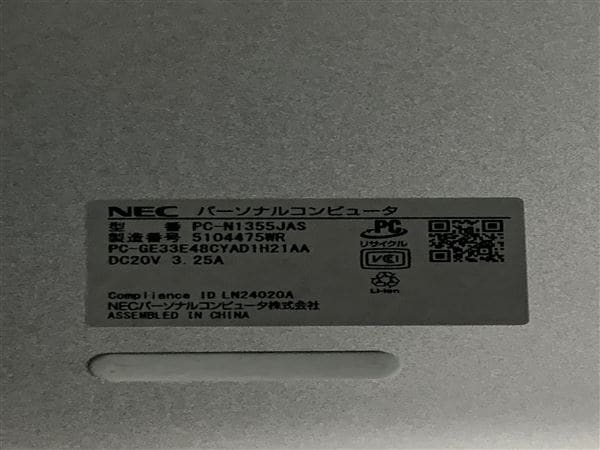 NEC パーソナルコンピュータ
型 番 PC-N1355JAS
製造番号 5104475WR
PC-GE33E48CYAD1H21AA
DC20V 3.25A
PC
リサイクル
VCCI
Li-ion
Compliance ID LN24020A
NECパーソナルコンピュータ株式会社
ASSEMBLED IN CHINA